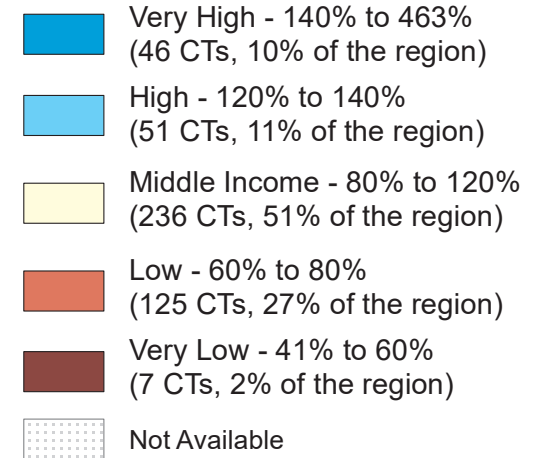 Very High - 140% to 463%
(46 CTs, 10% of the region)
High - 120% to 140%
(51 CTs, 11% of the region)
Middle Income - 80% to 120%
(236 CTs, 51% of the region)
Low - 60% to 80%
(125 CTs, 27% of the region)
Very Low - 41% to 60%
(7 CTs, 2% of the region)
Not Available